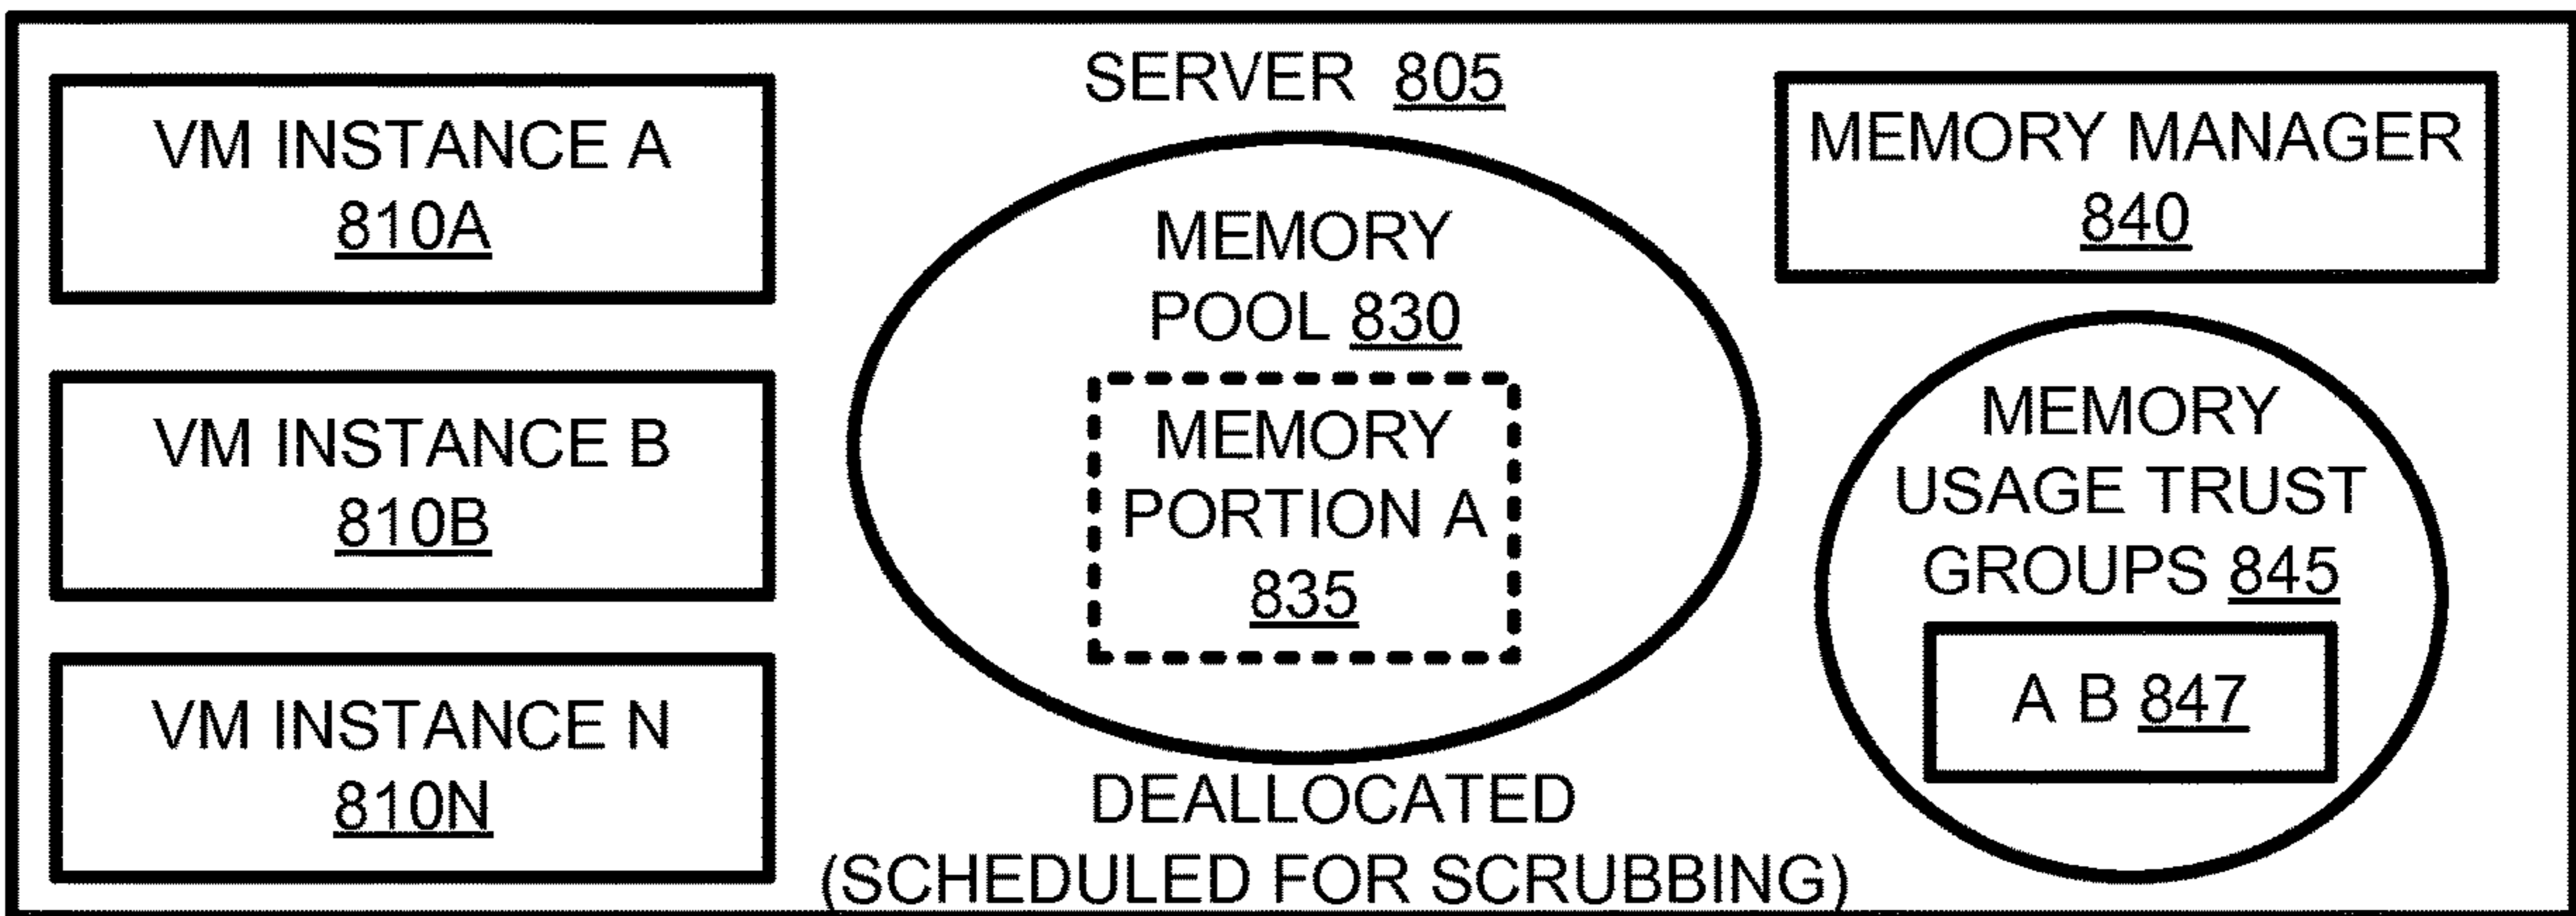 SERVER 805
VM INSTANCE A
810A
VM INSTANCE B
810B
VM INSTANCE N
810N
MEMORY
POOL 830
MEMORY
PORTION A
835
DEALLOCATED
(SCHEDULED FOR SCRUBBING)
MEMORY MANAGER
840
MEMORY
USAGE TRUST
GROUPS 845
A B 847